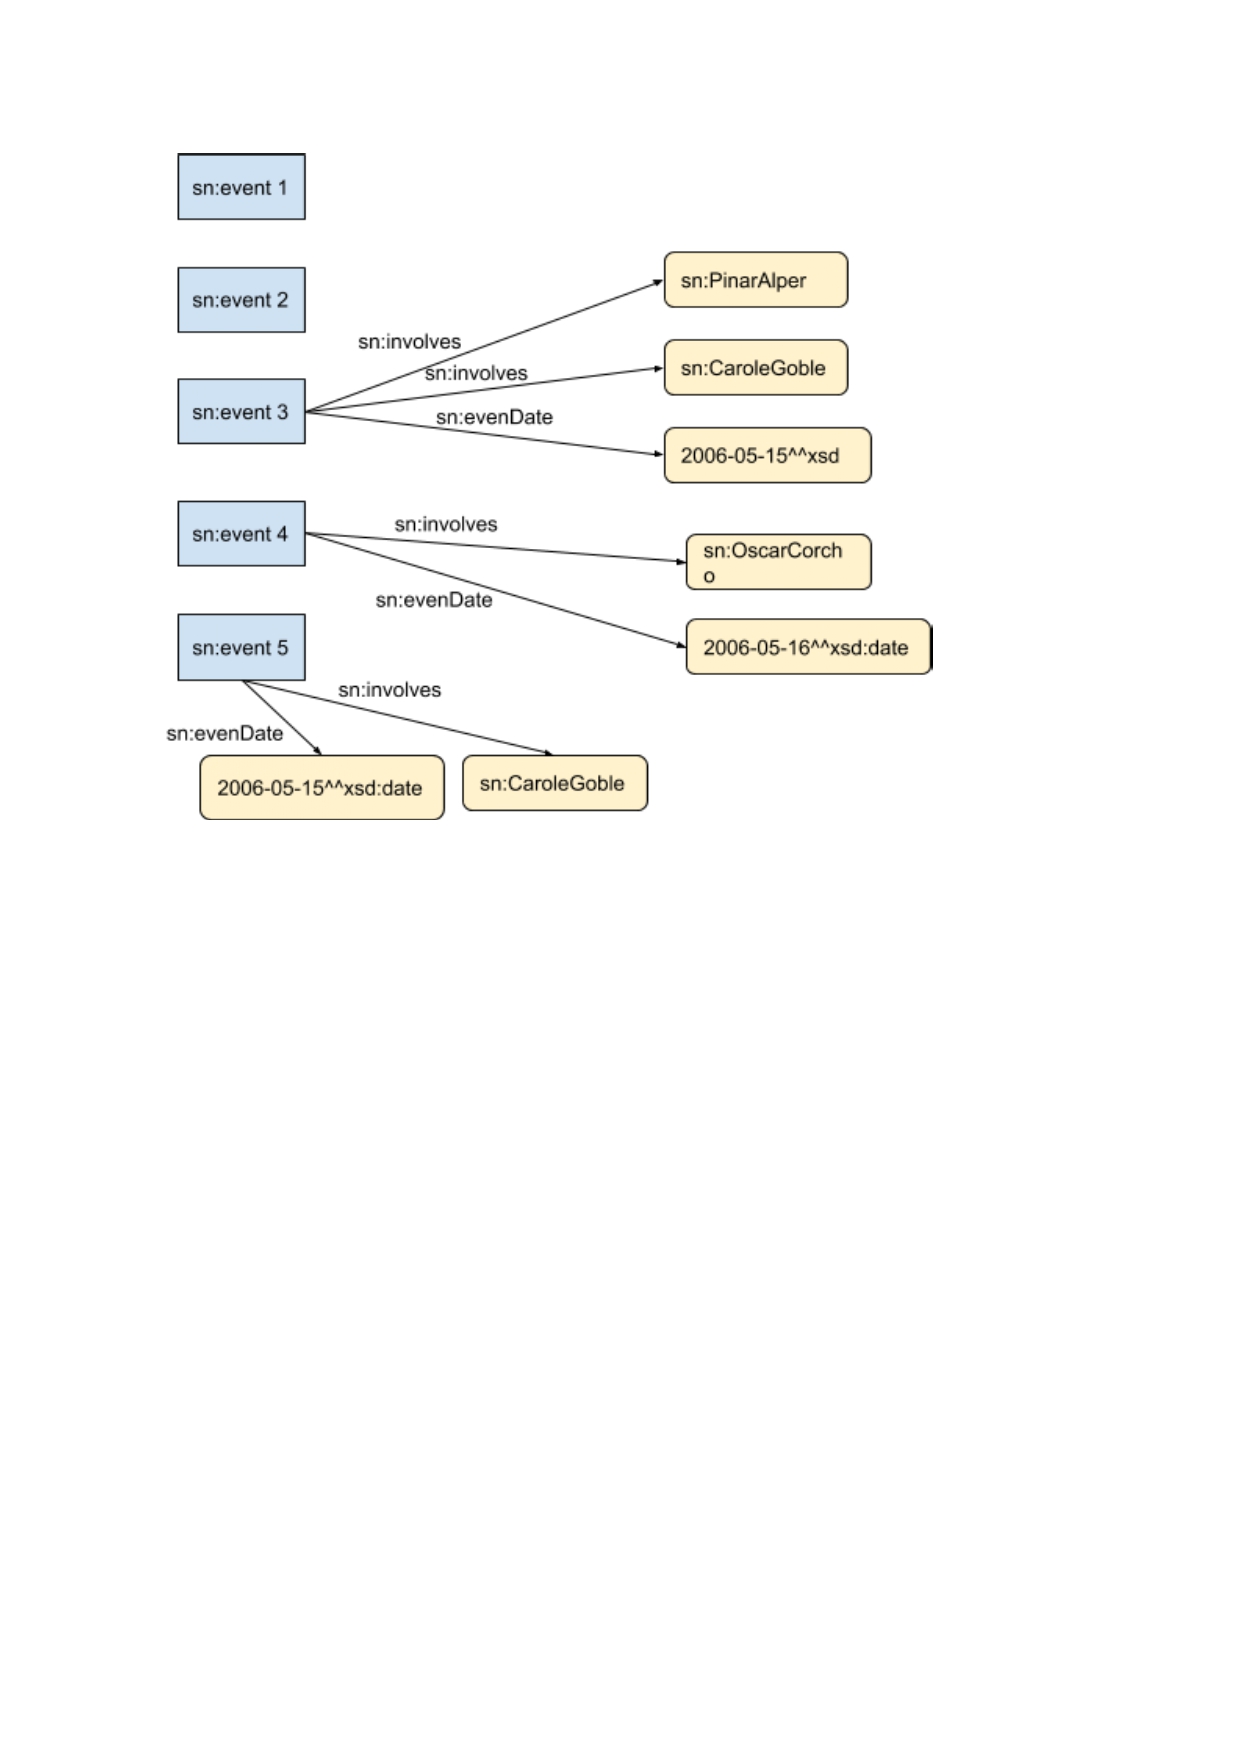 sn:event 1
sn:event 2
sn:PinarAlper
sn:involves
sn:involves
sn:CaroleGoble
sn:event 3
sn:evenDate
2006-05-15^^xsd
sn:event 4
sn:involves
sn:OscarCorch
o
sn:evenDate
2006-05-16^^xsd:date
sn:event 5
sn:involves
sn:evenDate
2006-05-15^^xsd:date
sn:CaroleGoble